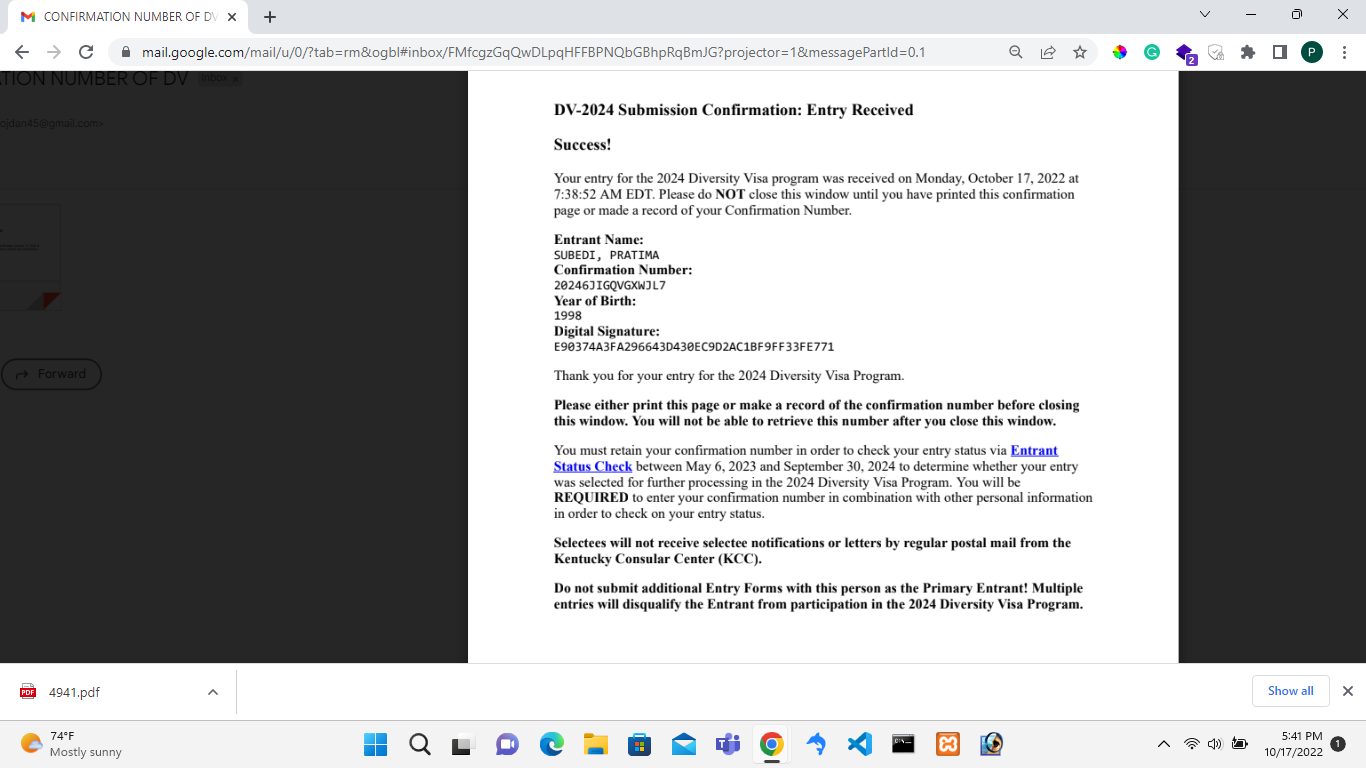 CONFIRMATION NUMBER OF DV
mail.google.com/mail/u/0/?tab=rm&ogbl#inbox/FMfcgzGqQwDLpqHFFBPNQbGBhpRqBmJG?projector=1&messagePartId=0.1
2
P
TION NUMBER OF DV Inbox ×
ojdan45@gmail.com>
Forward
DV-2024 Submission Confirmation: Entry Received
Success!
Your entry for the 2024 Diversity Visa program was received on Monday, October 17, 2022 at
7:38:52 AM EDT. Please do NOT close this window until you have printed this confirmation
page or made a record of your Confirmation Number.
Entrant Name:
SUBEDI, PRATIMA
Confirmation Number:
20246JIGQVGXWJL7
Year of Birth:
1998
Digital Signature:
E90374A3FA296643D430EC9D2AC1BF9FF33FE771
Thank you for your entry for the 2024 Diversity Visa Program.
Please either print this page or make a record of the confirmation number before closing
this window. You will not be able to retrieve this number after you close this window.
You must retain your confirmation number in order to check your entry status via Entrant
Status Check between May 6, 2023 and September 30, 2024 to determine whether your entry
was selected for further processing in the 2024 Diversity Visa Program. You will be
REQUIRED to enter your confirmation number in combination with other personal information
in order to check on your entry status.
Selectees will not receive selectee notifications or letters by regular postal mail from the
Kentucky Consular Center (KCC).
Do not submit additional Entry Forms with this person as the Primary Entrant! Multiple
entries will disqualify the Entrant from participation in the 2024 Diversity Visa Program.
PDF 4941.pdf
Show all
74°F
Mostly sunny
5:41 PM
10/17/2022
1